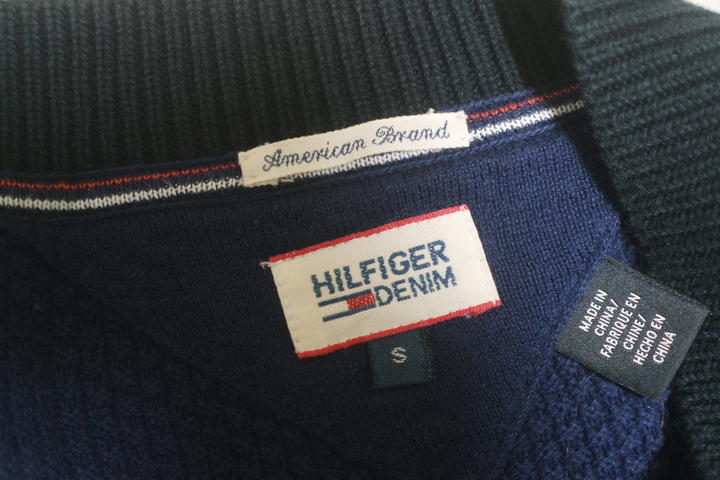 American Brand
HILFIGER
DENIM
S
MADE IN
CHINA/
FABRIQUE EN
CHINE/
HECHO EN
CHINA